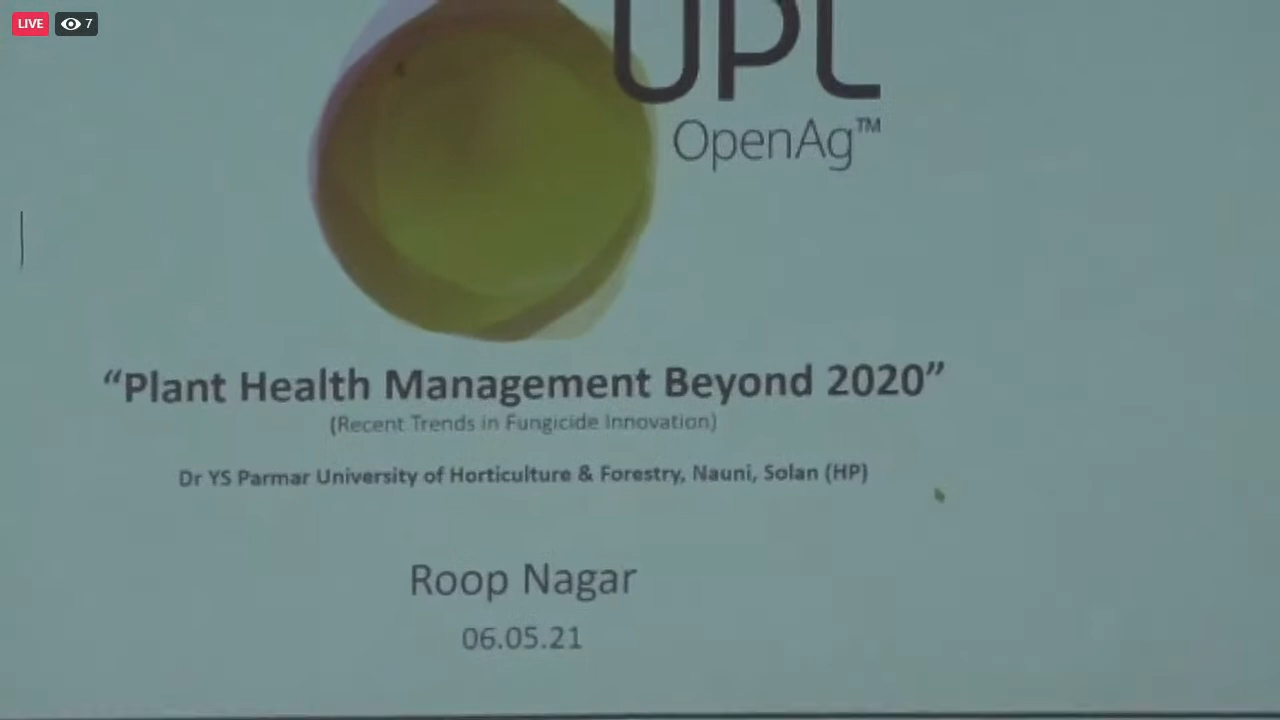 LIVE 7
UPL
OpenAg™
“Plant Health Management Beyond 2020”
(Recent Trends in Fungicide Innovation)
Dr YS Parmar University of Horticulture & Forestry, Nauni, Solan (HP)
Roop Nagar
06.05.21